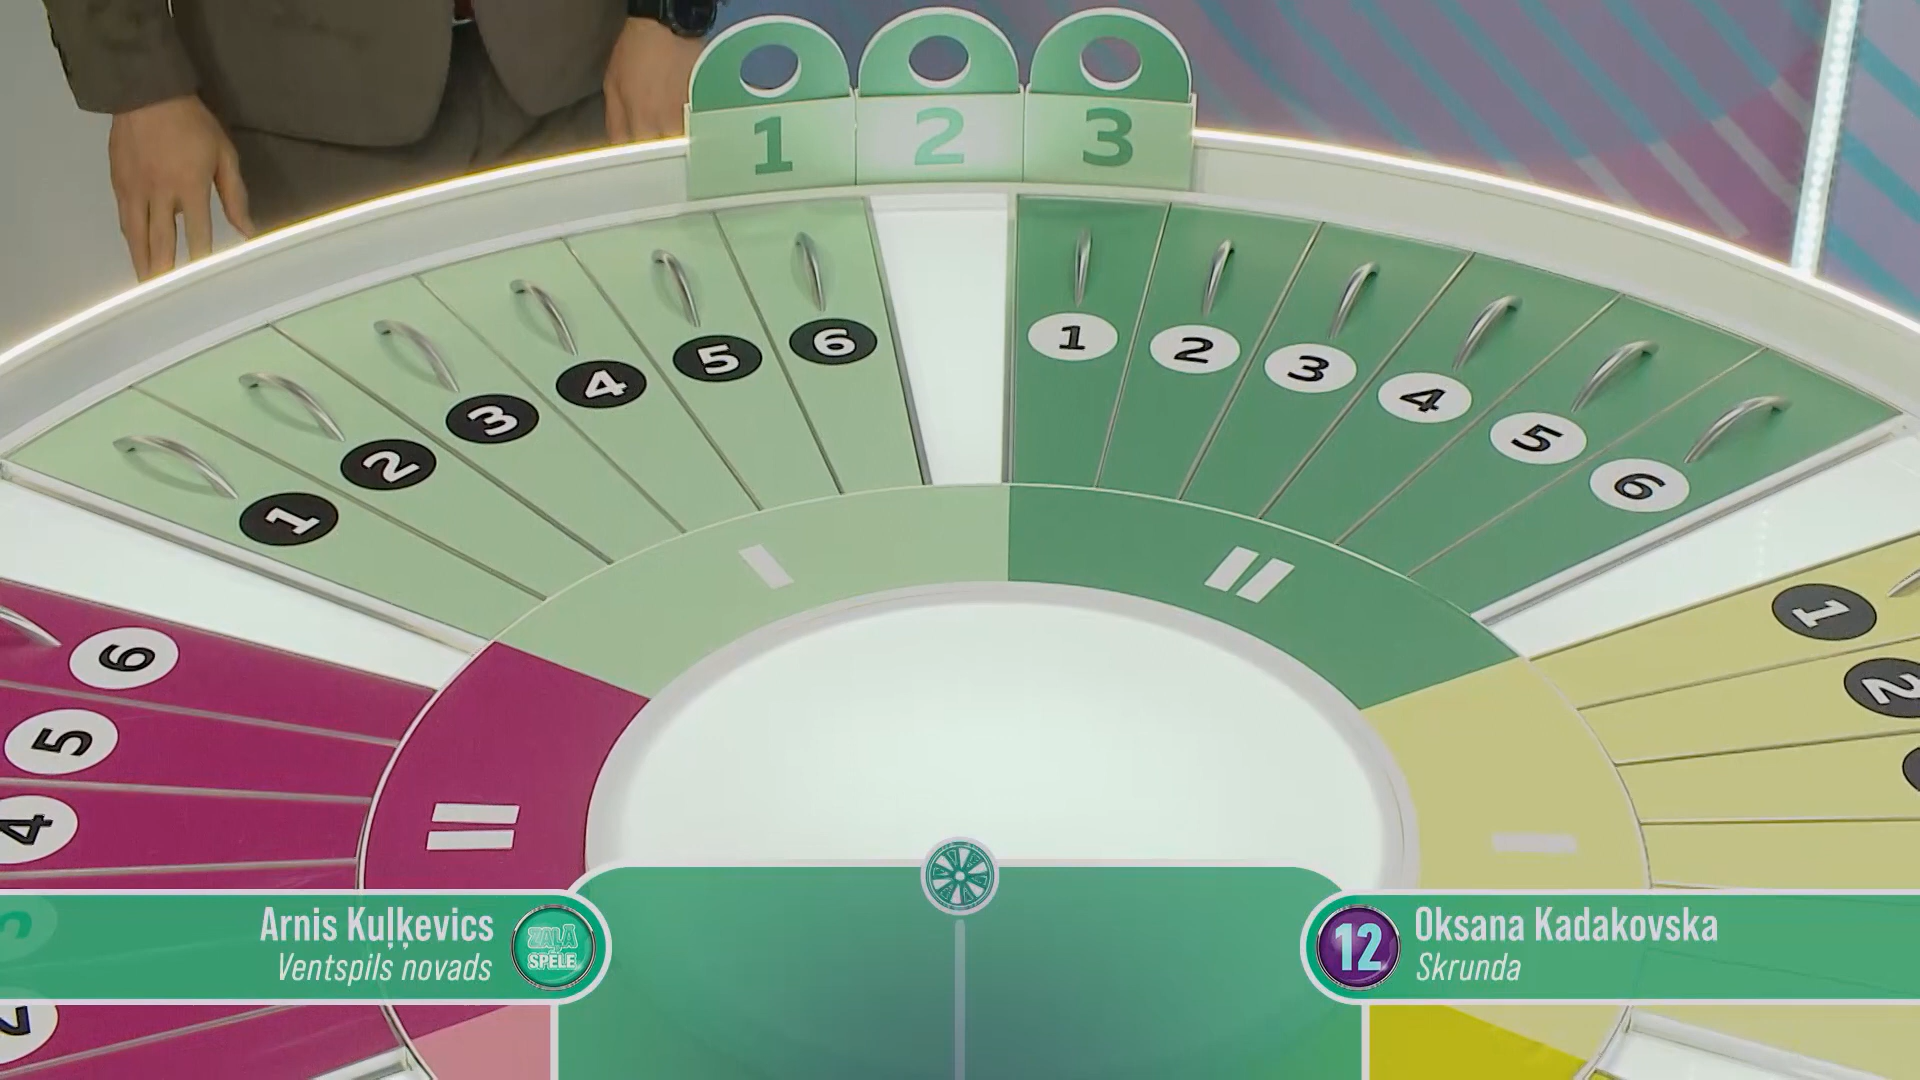 1 2 3
1 2 3 4 5 6
1 2 3 4 5 6
I II
6
5
4
2
1
2
II
I
Arnis Kuļķevics
Ventspils novads
ZAĻĀ
SPĒLE
12
Oksana Kadakovska
Skrunda